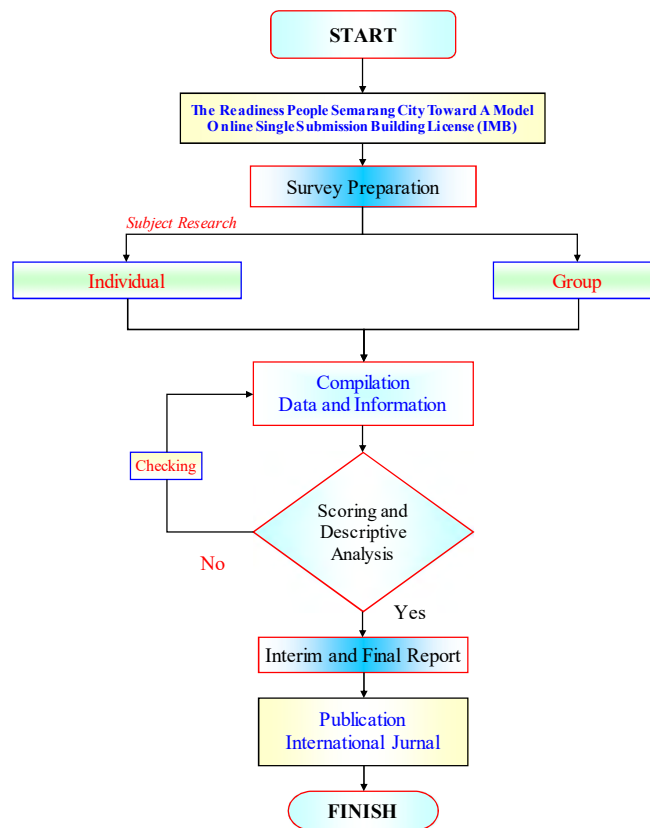 START
The Readiness People Semarang City Toward A Model
Online Single Submission Building License (IMB)
Survey Preparation
Subject Research
Individual
Group
Compilation
Data and Information
Checking
Scoring and
Descriptive
Analysis
No
Yes
Interim and Final Report
Publication
International Jurnal
FINISH